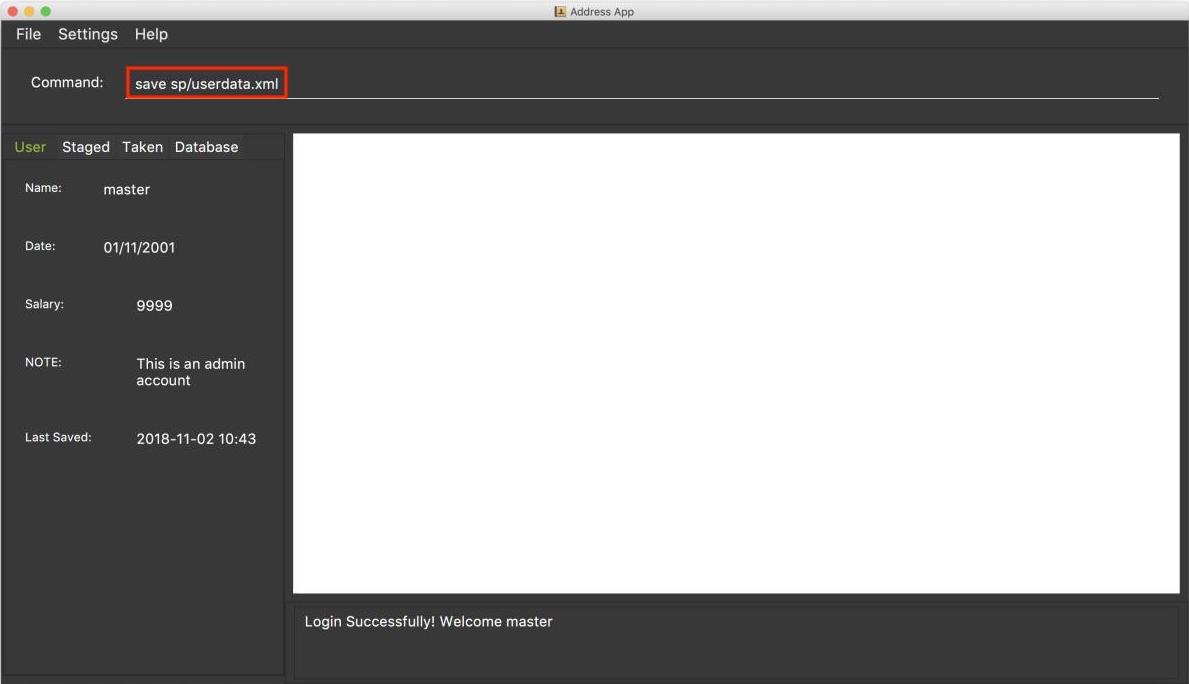 Address App
File Settings Help
Command: save sp/userdata.xml
User Staged Taken Database
Name: master
Date: 01/11/2001
Salary: 9999
NOTE: This is an admin
account
Last Saved: 2018-11-02 10:43
Login Successfully! Welcome master